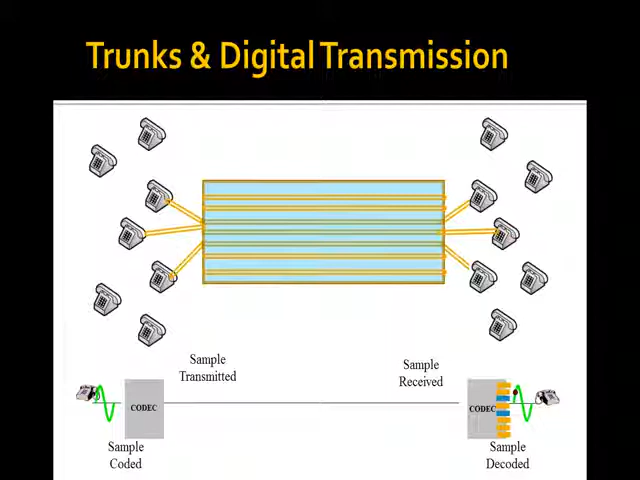 Trunks & Digital Transmission
Sample
Transmitted
Sample
Received
CODEC
CODEC
Sample
Coded
Sample
Decoded